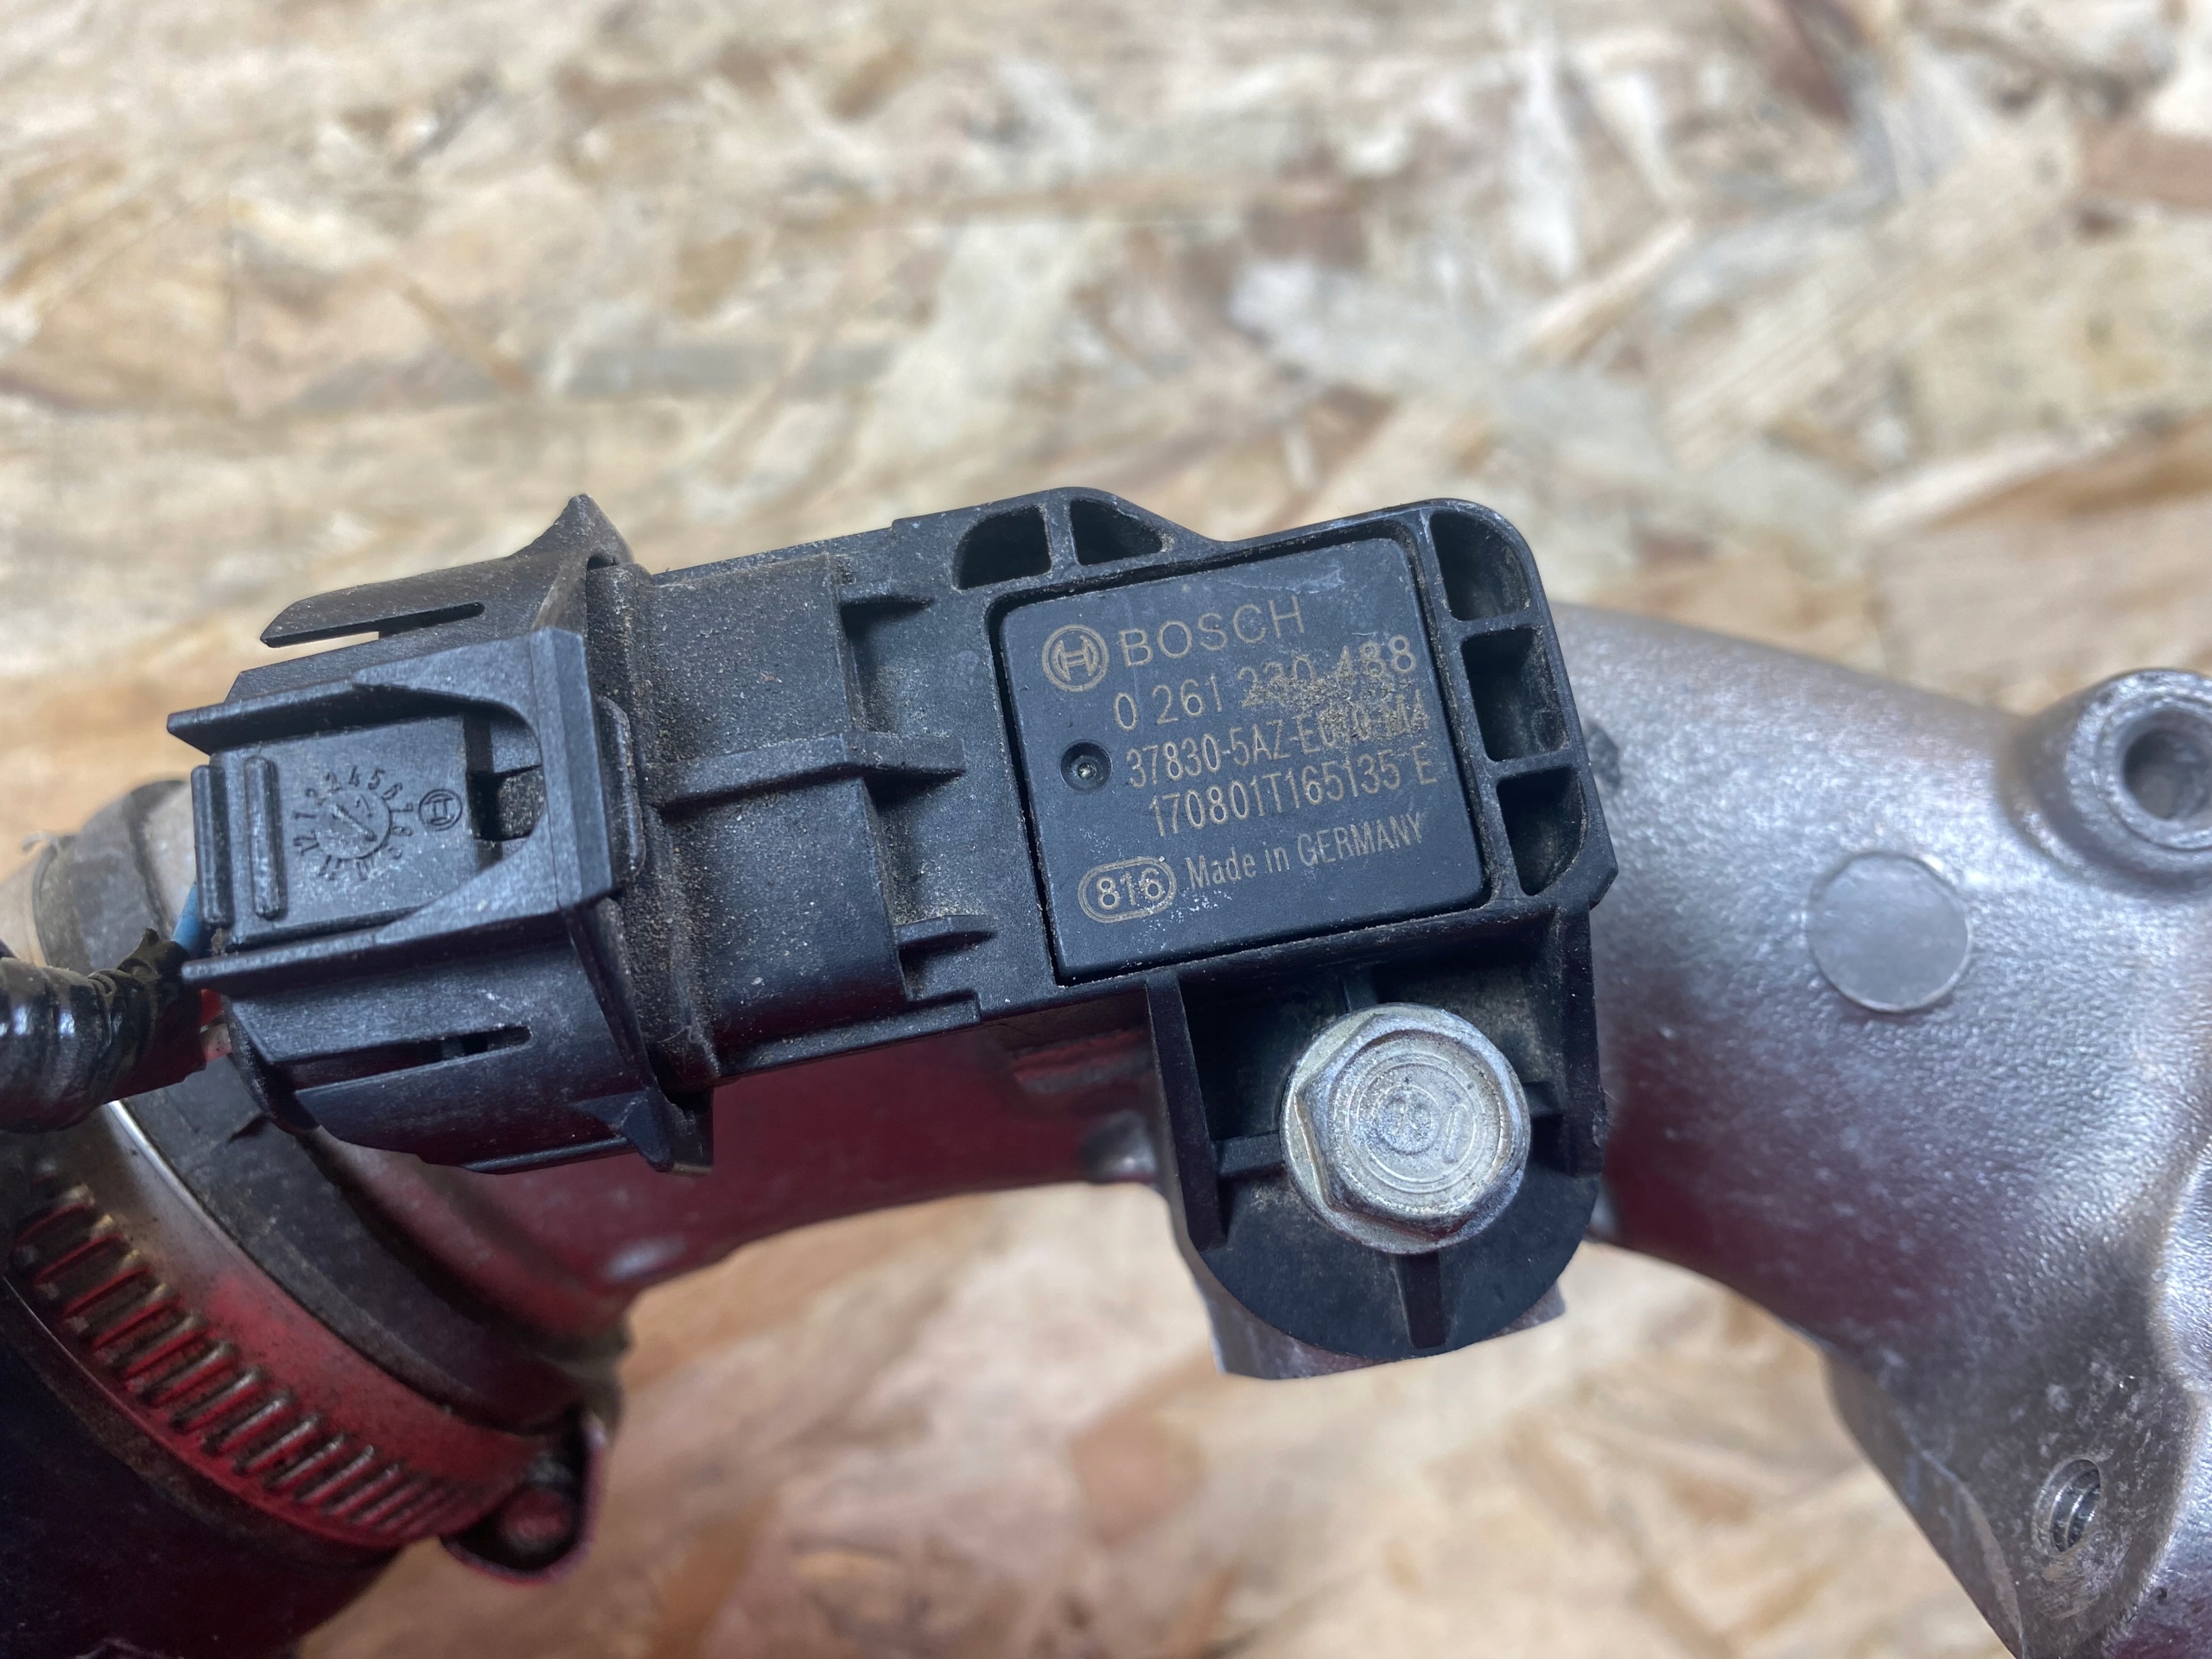 BOSCH
0 261 230 488
37830-5AZ-E010-M4
170801T165135 E
816 Made in GERMANY